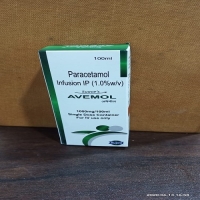 100ml
Paracetamol
Infusion IP (1.0%w/v)
AVEMOL
1000mg/100ml
Single Dose Container
For IV use only